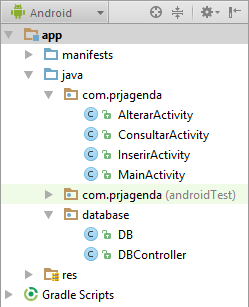 Android
app
manifests
java
com.prjagenda
AlterarActivity
ConsultarActivity
InserirActivity
MainActivity
com.prjagenda (androidTest)
database
DB
DBController
res
Gradle Scripts